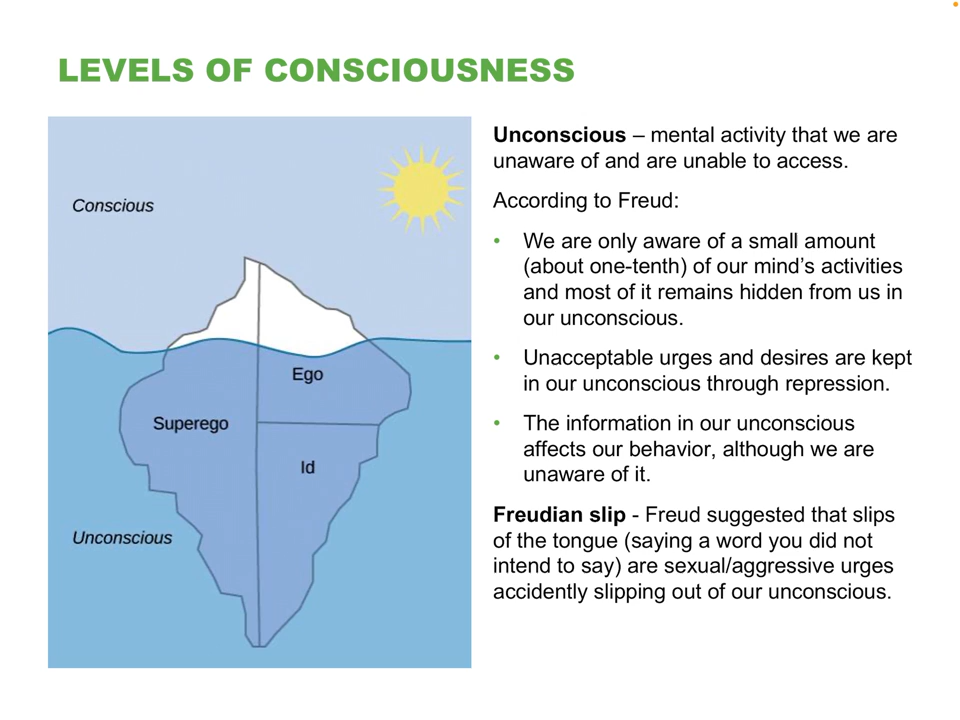 LEVELS OF CONSCIOUSNESS
Conscious
Ego
Superego
Id
Unconscious
Unconscious – mental activity that we are
unaware of and are unable to access.
According to Freud:
• We are only aware of a small amount
(about one-tenth) of our mind’s activities
and most of it remains hidden from us in
our unconscious.
• Unacceptable urges and desires are kept
in our unconscious through repression.
• The information in our unconscious
affects our behavior, although we are
unaware of it.
Freudian slip - Freud suggested that slips
of the tongue (saying a word you did not
intend to say) are sexual/aggressive urges
accidently slipping out of our unconscious.